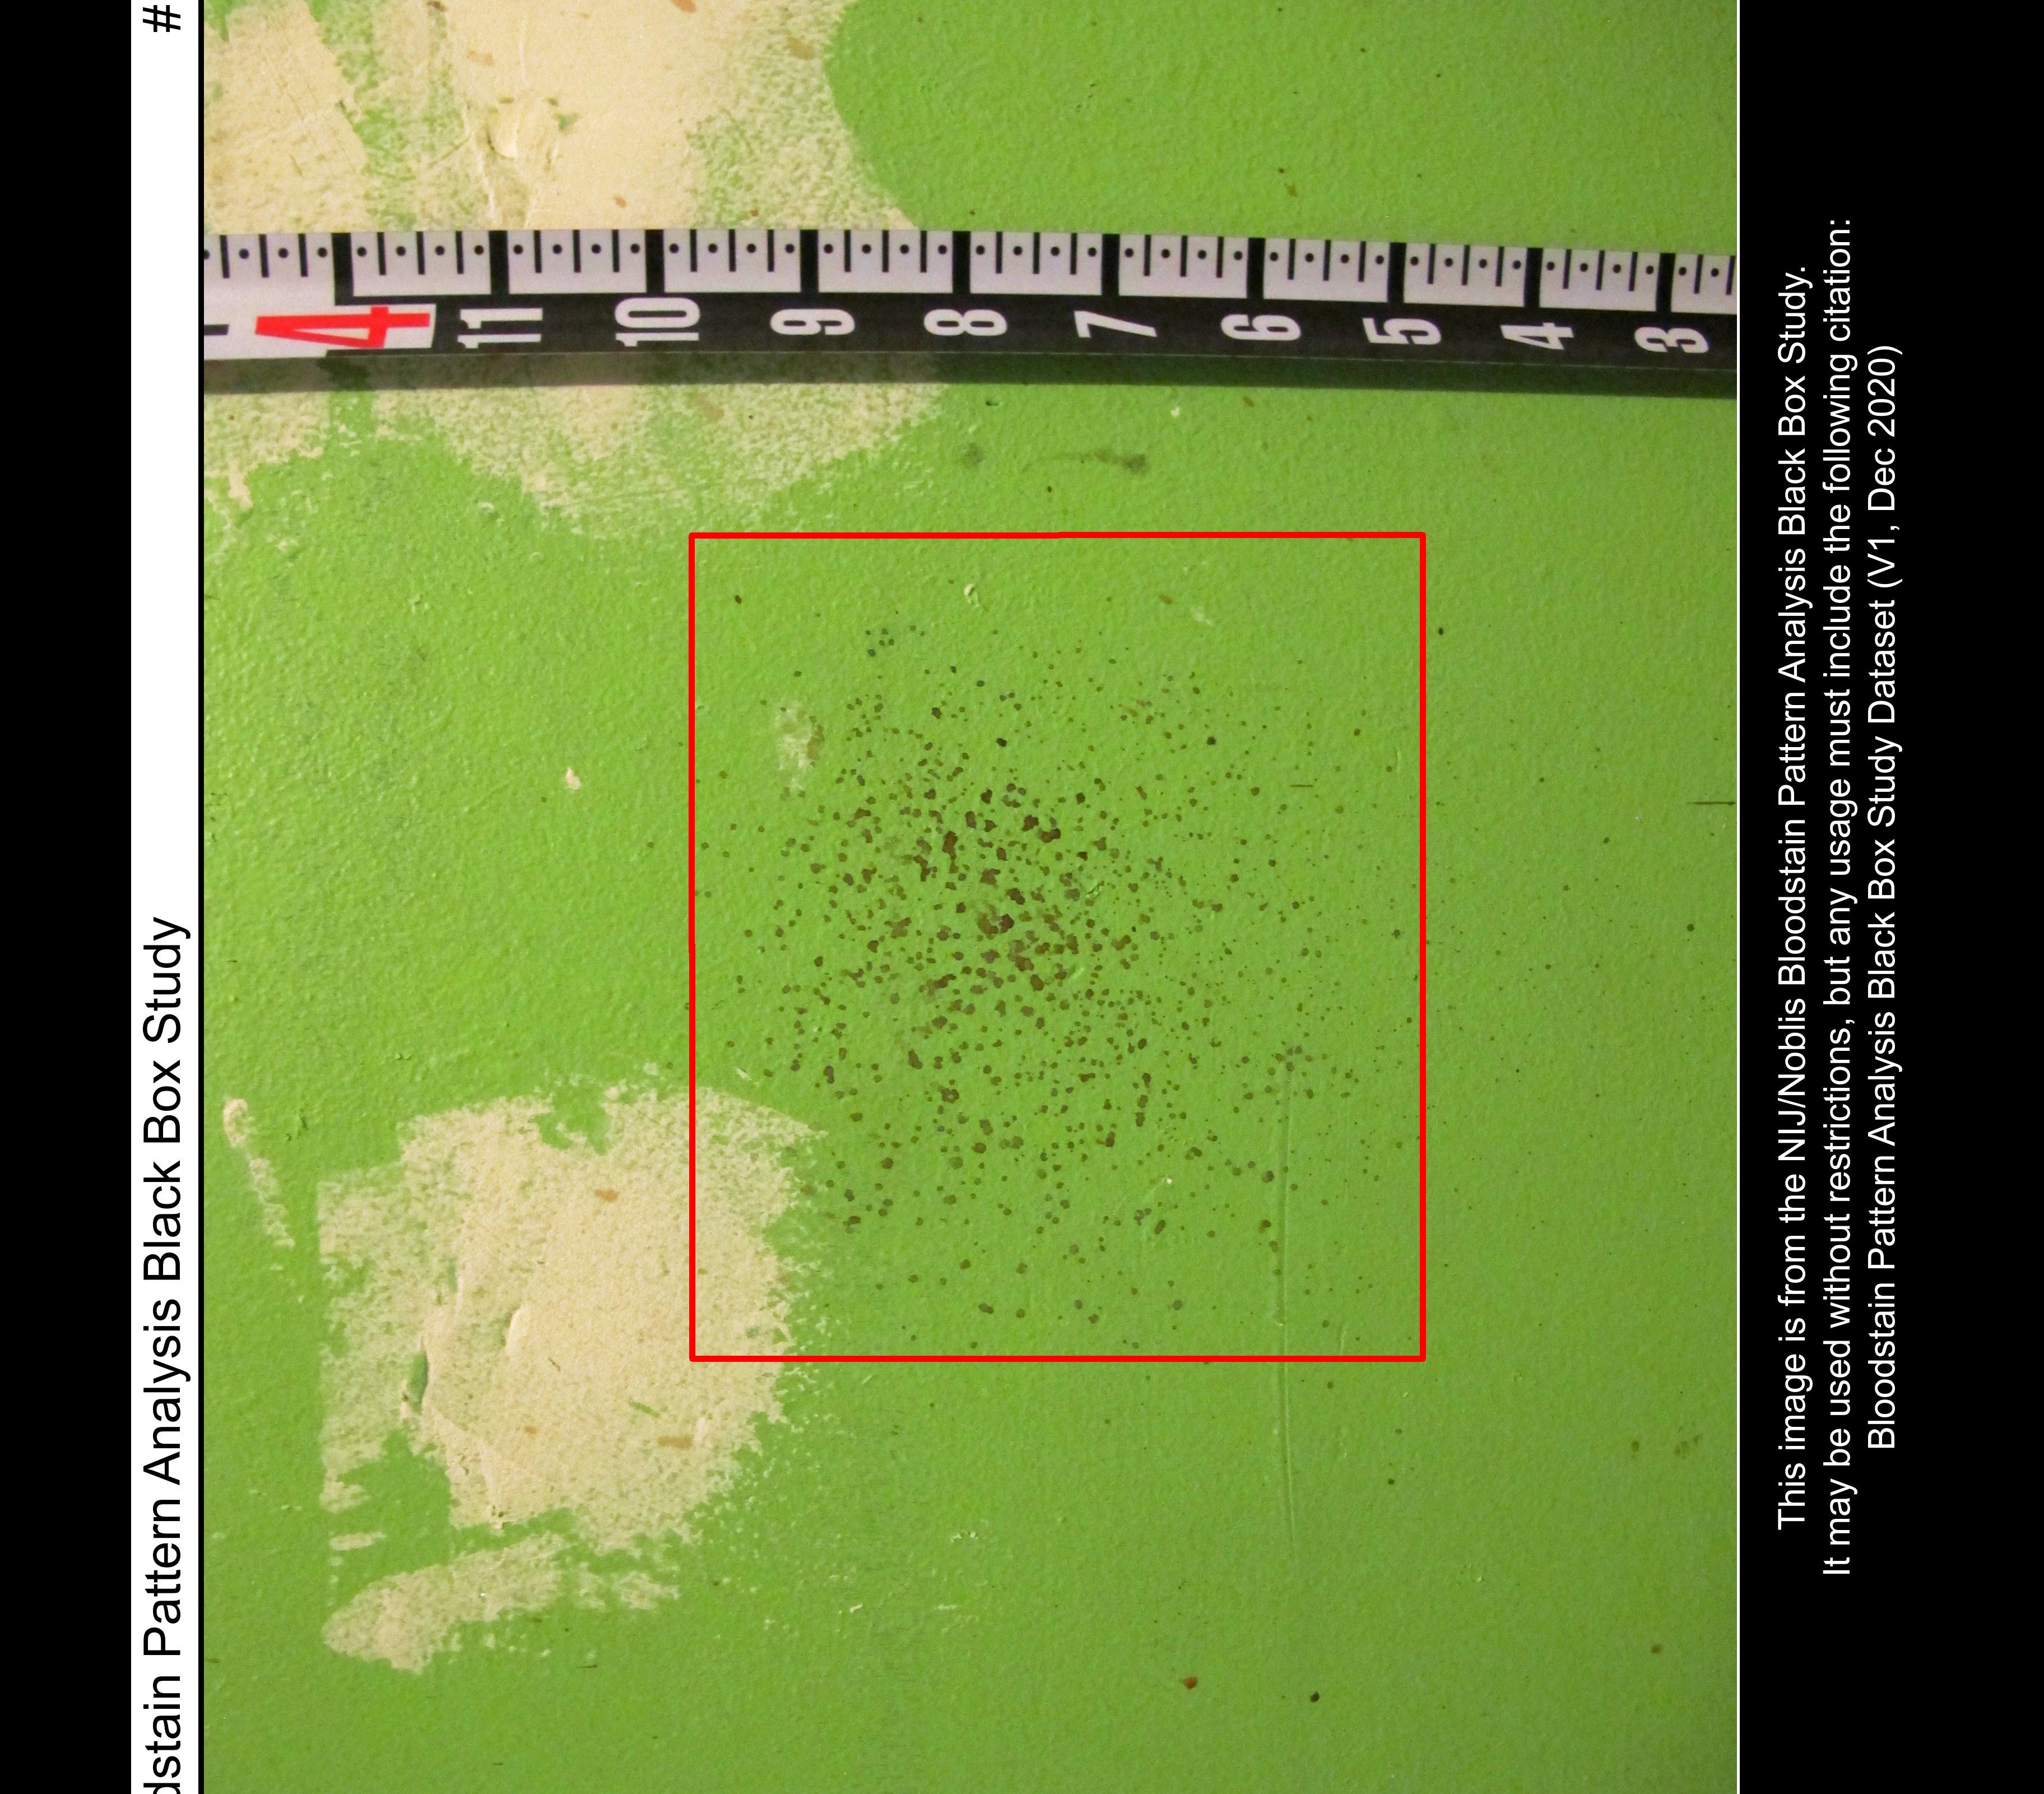 #
dstain Pattern Analysis Black Box Study
4 11 10 9 8 7 6 5 4 3
This image is from the NIJ/Noblis Bloodstain Pattern Analysis Black Box Study.
It may be used without restrictions, but any usage must include the following citation:
Bloodstain Pattern Analysis Black Box Study Dataset (V1, Dec 2020)